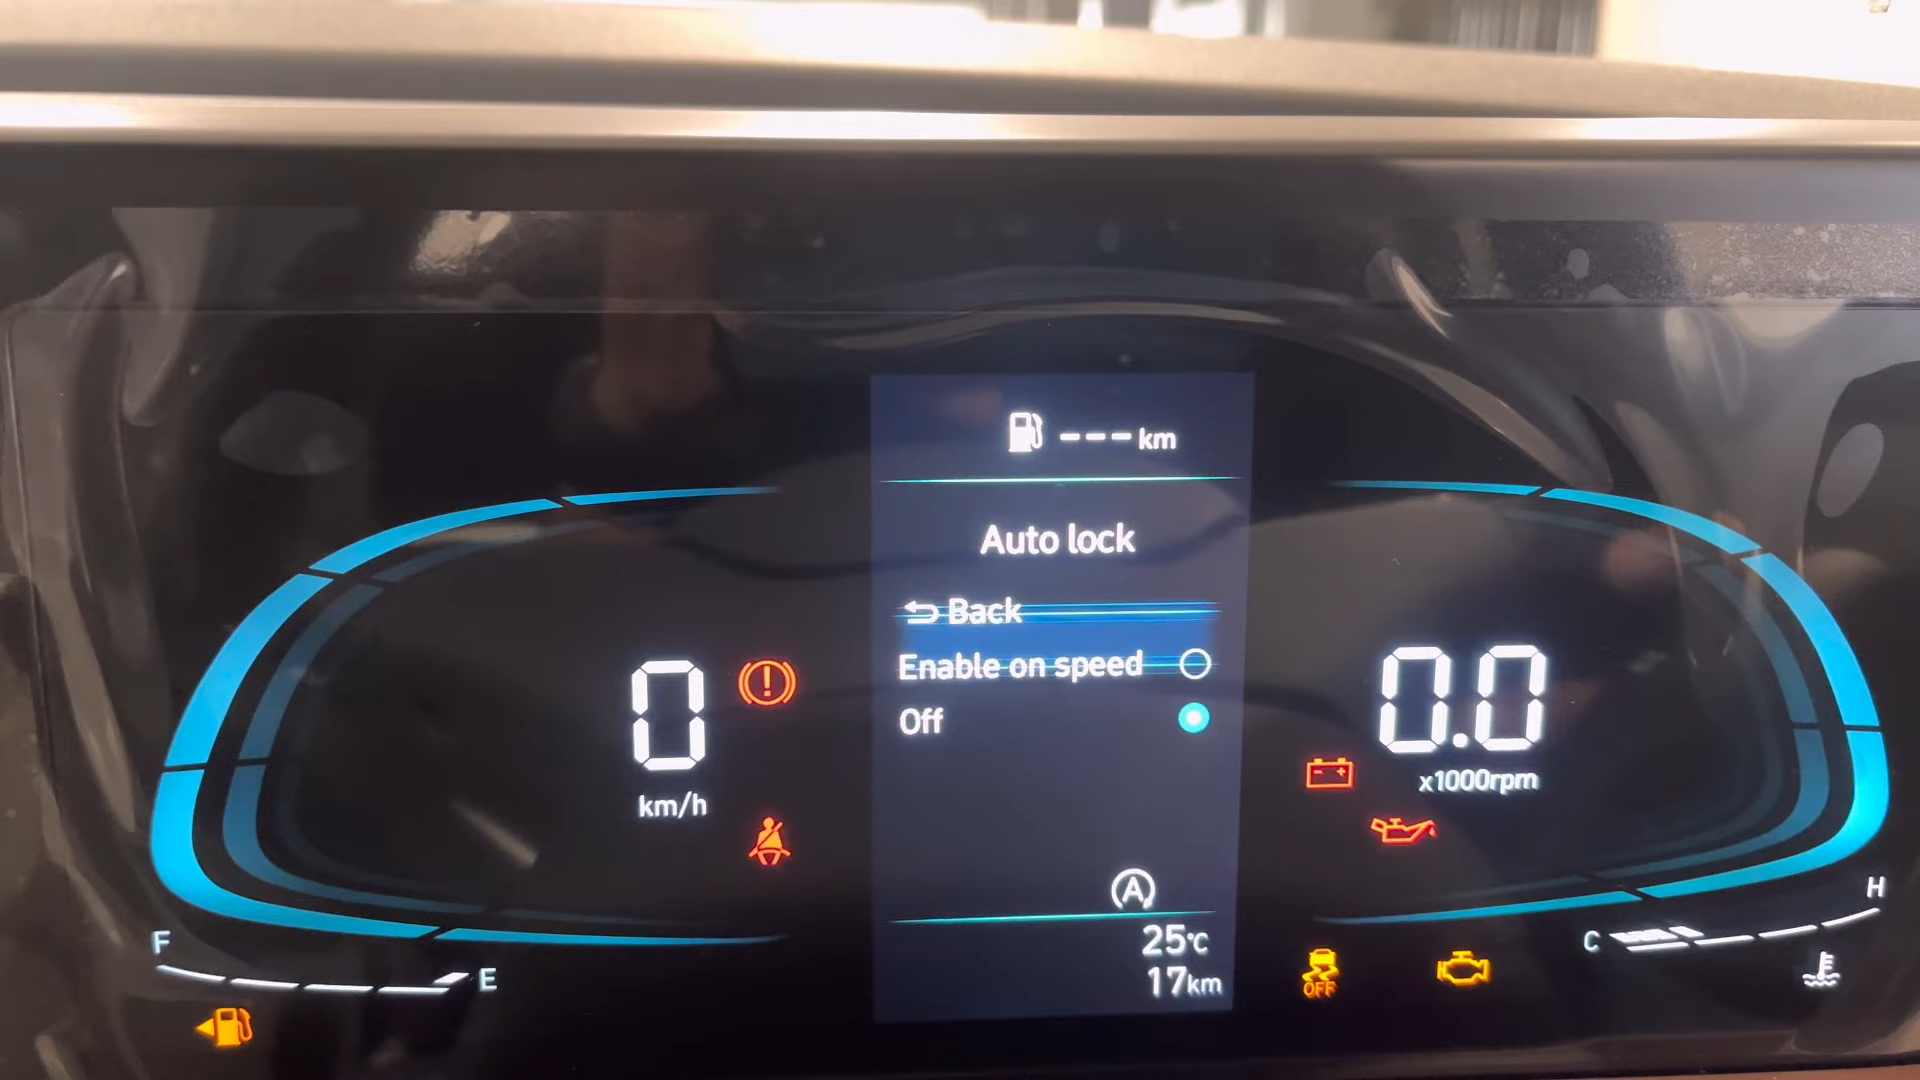 --- km
Auto lock
Back
Enable on speed
Off
0
km/h
0.0
x1000rpm
A
25°C
17km
F
E
OFF
C
H